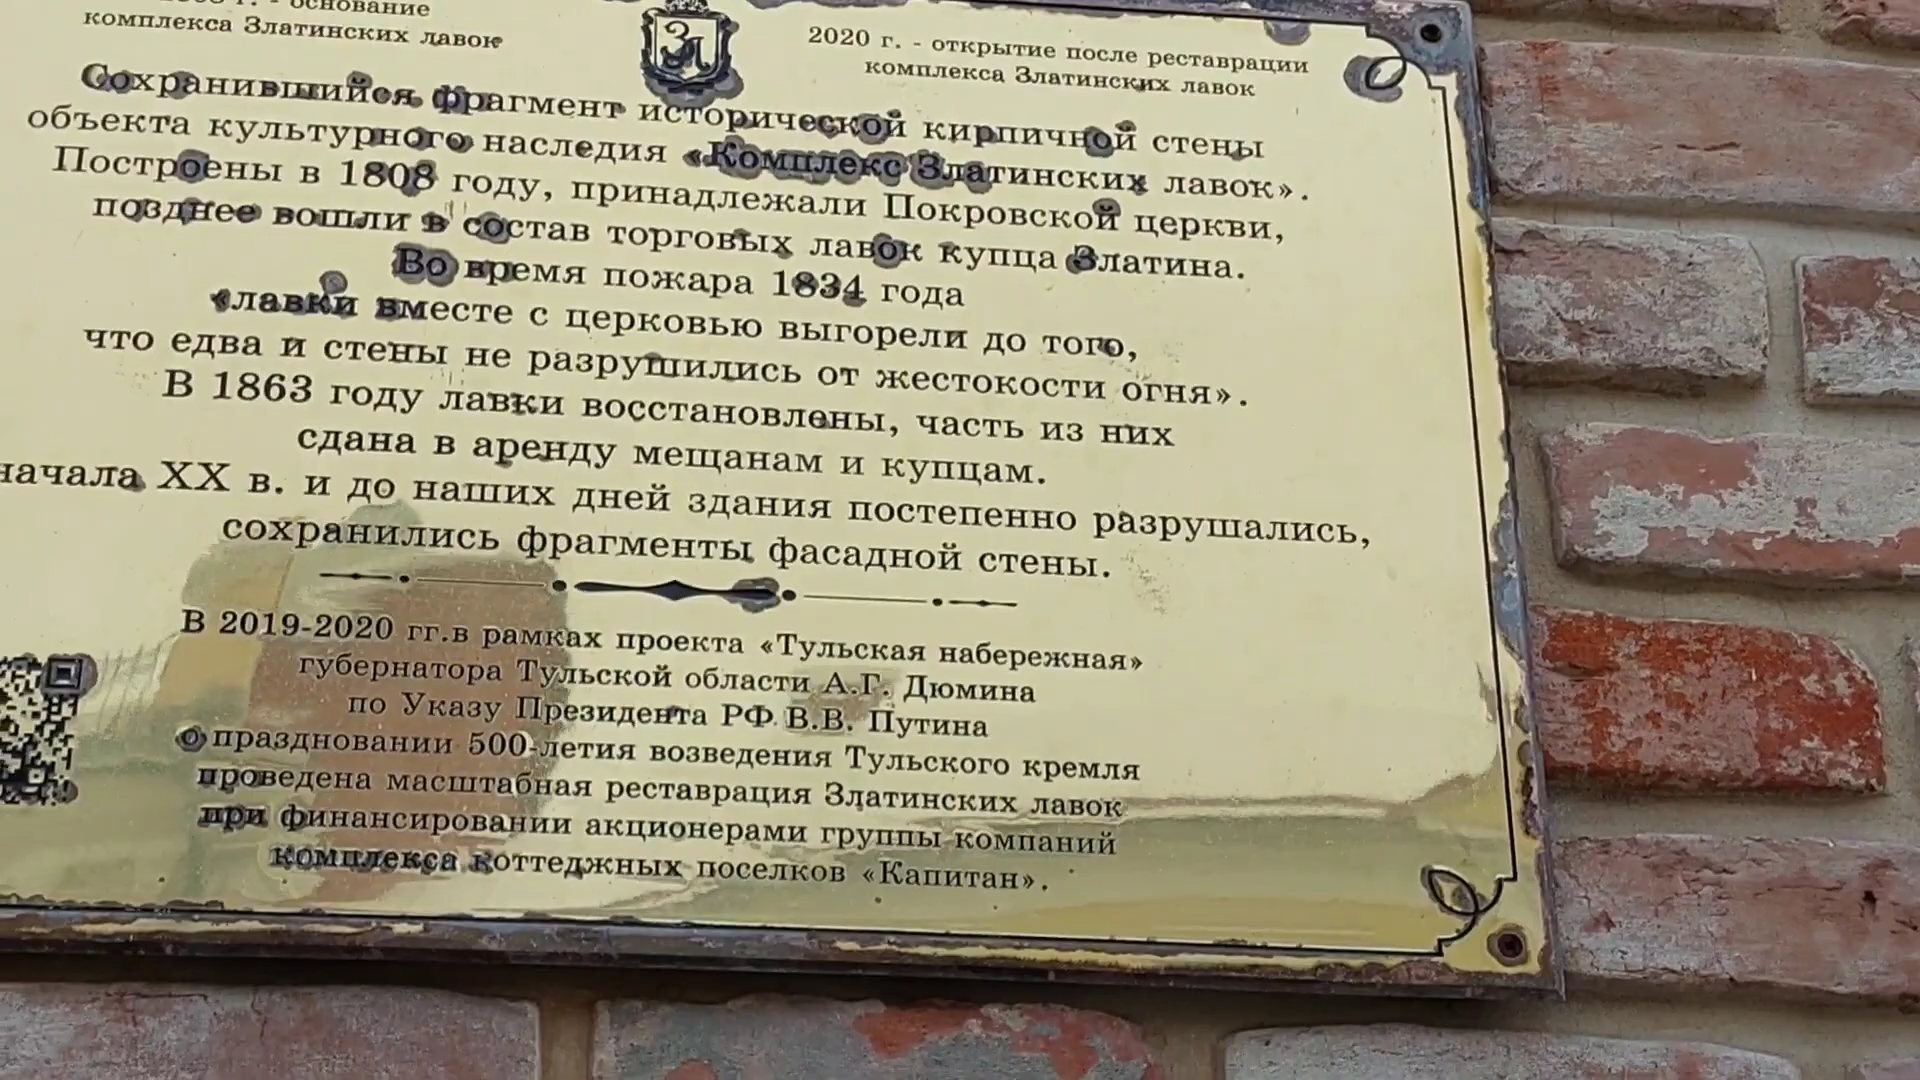 г. - основание
комплекса Златинских лавок
ЗЛ
2020 г. - открытие после реставрации
комплекса Златинских лавок
Сохранившийся фрагмент исторической кирпичной стены
объекта культурного наследия «Комплекс Златинских лавок».
Построены в 1808 году, принадлежали Покровской церкви,
позднее вошли в состав торговых лавок купца Златина.
Во время пожара 1834 года
«лавки вместе с церковью выгорели до того,
что едва и стены не разрушились от жестокости огня».
В 1863 году лавки восстановлены, часть из них
сдана в аренду мещанам и купцам.
начала XX в. и до наших дней здания постепенно разрушались,
сохранились фрагменты фасадной стены.
В 2019-2020 гг.в рамках проекта «Тульская набережная»
губернатора Тульской области А.Г. Дюмина
по Указу Президента РФ В.В. Путина
о праздновании 500-летия возведения Тульского кремля
проведена масштабная реставрация Златинских лавок
при финансировании акционерами группы компаний
комплекса коттеджных поселков «Капитан».